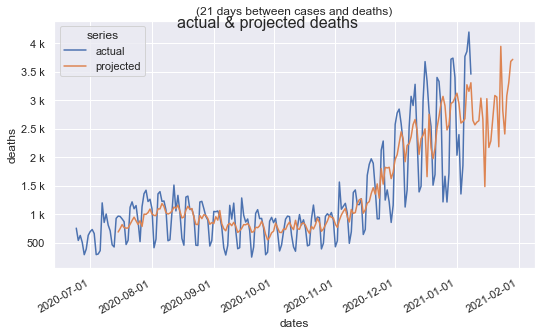 (21 days between cases and deaths)
actual & projected deaths
series
actual
projected
4 k
3.5 k
3 k
2.5 k
2 k
1.5 k
1 k
500
deaths
2020-07-01
2020-08-01
2020-09-01
2020-10-01
2020-11-01
2020-12-01
2021-01-01
2021-02-01
dates